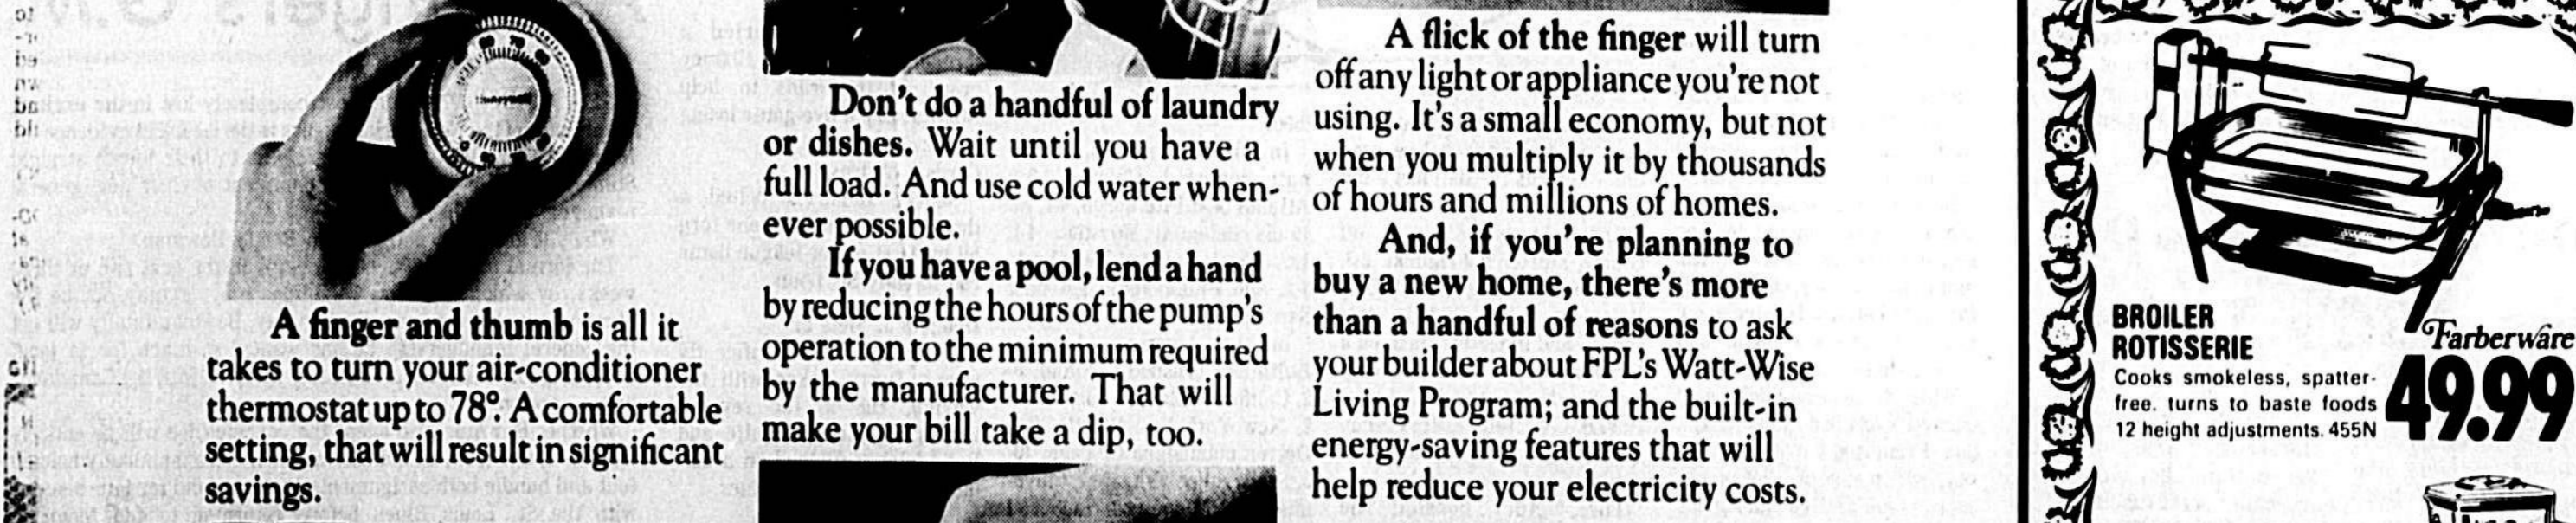 A finger and thumb is all it
takes to turn your air-conditioner
thermostat up to 78°. A comfortable
setting, that will result in significant
savings.
Don't do a handful of laundry
or dishes. Wait until you have a
full load. And use cold water when-
ever possible.
If you have a pool, lend a hand
by reducing the hours of the pump's
operation to the minimum required
by the manufacturer. That will
make your bill take a dip, too.
A flick of the finger will turn
off any light or appliance you're not
using. It's a small economy, but not
when you multiply it by thousands
of hours and millions of homes.
And, if you're planning to
buy a new home, there's more
than a handful of reasons to ask
your builder about FPL's Watt-Wise
Living Program; and the built-in
energy-saving features that will
help reduce your electricity costs.
BROILER
ROTISSERIE
Cooks smokeless, spatter-
free. turns to baste foods
12 height adjustments. 455N
Farberware
49.99